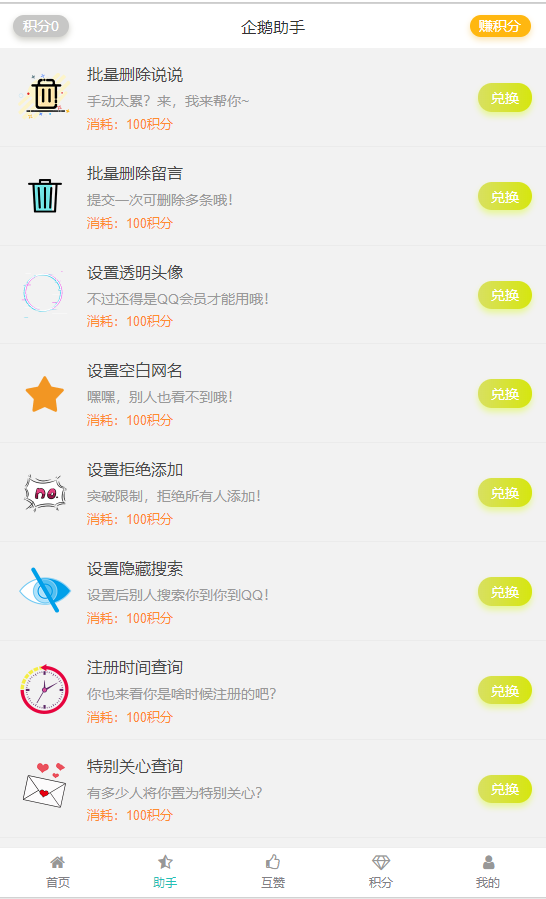 积分0
企鹅助手
赚积分
批量删除说说
手动太累？来，我来帮你~
消耗：100积分
兑换
批量删除留言
提交一次可删除多条哦！
消耗：100积分
兑换
设置透明头像
不过还得是QQ会员才能用哦！
消耗：100积分
兑换
设置空白网名
嘿嘿，别人也看不到哦！
消耗：100积分
兑换
no.
设置拒绝添加
突破限制，拒绝所有人添加！
消耗：100积分
兑换
设置隐藏搜索
设置后别人搜索你到你到QQ！
消耗：100积分
兑换
注册时间查询
你也来看你是啥时候注册的吧？
消耗：100积分
兑换
特别关心查询
有多少人将你置为特别关心？
消耗：100积分
兑换
首页
助手
互赞
积分
我的